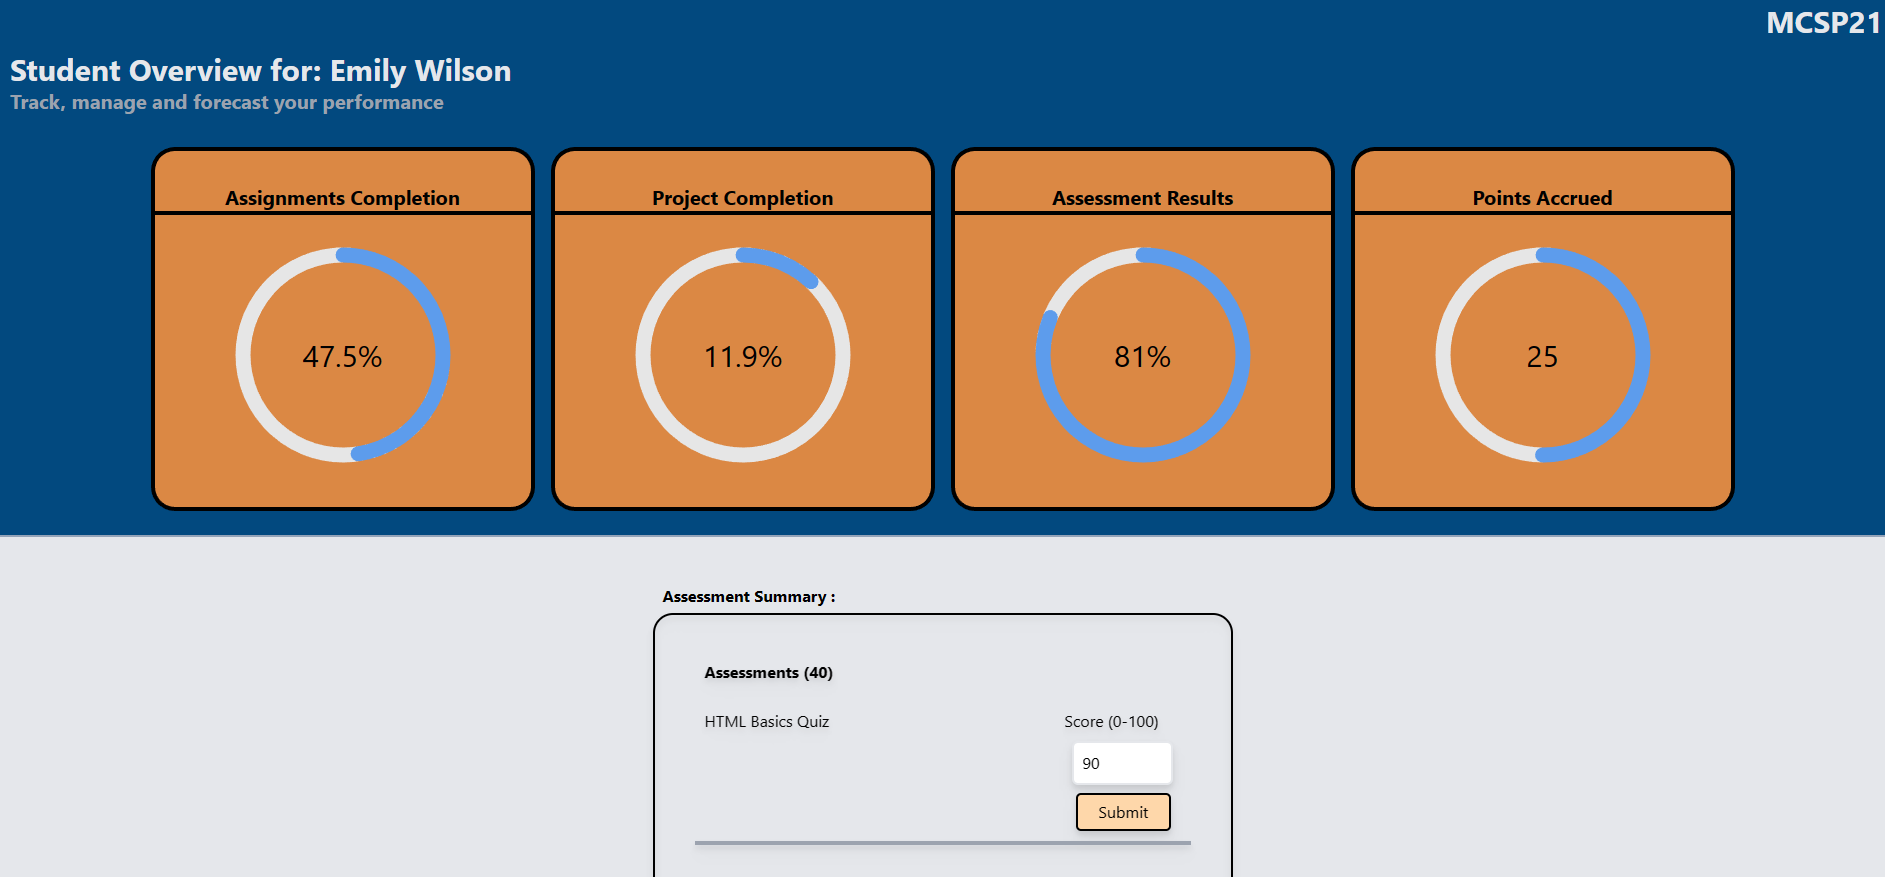 MCSP21
Student Overview for: Emily Wilson
Track, manage and forecast your performance
Assignments Completion
47.5%
Project Completion
11.9%
Assessment Results
81%
Points Accrued
25
Assessment Summary :
Assessments (40)
HTML Basics Quiz
Score (0-100)
90
Submit